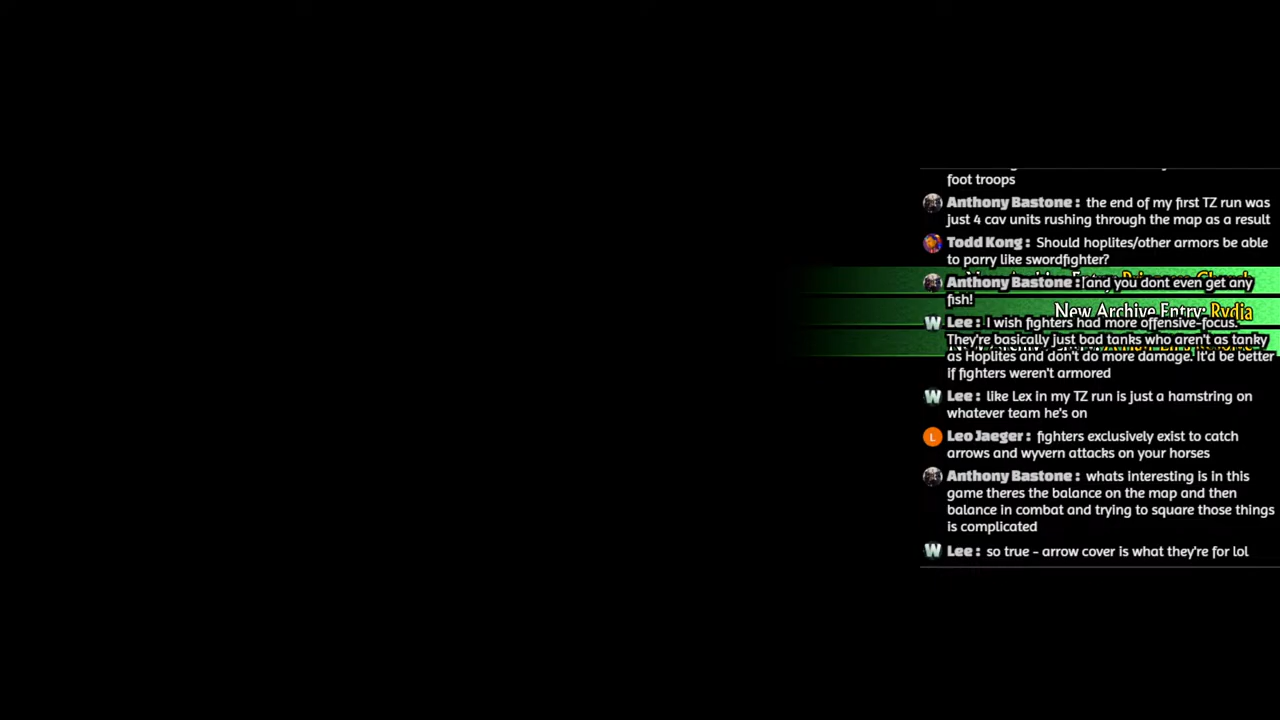 foot troops
Anthony Bastone : the end of my first TZ run was
just 4 cav units rushing through the map as a result
Todd Kong : Should hoplites/other armors be able
to parry like swordfighter?
Anthony Bastone : and you dont even get any
fish!
New Archive Entry: Rydia
Lee : I wish fighters had more offensive-focus.
They're basically just bad tanks who aren't as tanky
as Hoplites and don't do more damage. It'd be better
if fighters weren't armored
W Lee : like Lex in my TZ run is just a hamstring on
whatever team he's on
L Leo Jaeger : fighters exclusively exist to catch
arrows and wyvern attacks on your horses
Anthony Bastone : whats interesting is in this
game theres the balance on the map and then
balance in combat and trying to square those things
is complicated
W Lee : so true - arrow cover is what they're for lol